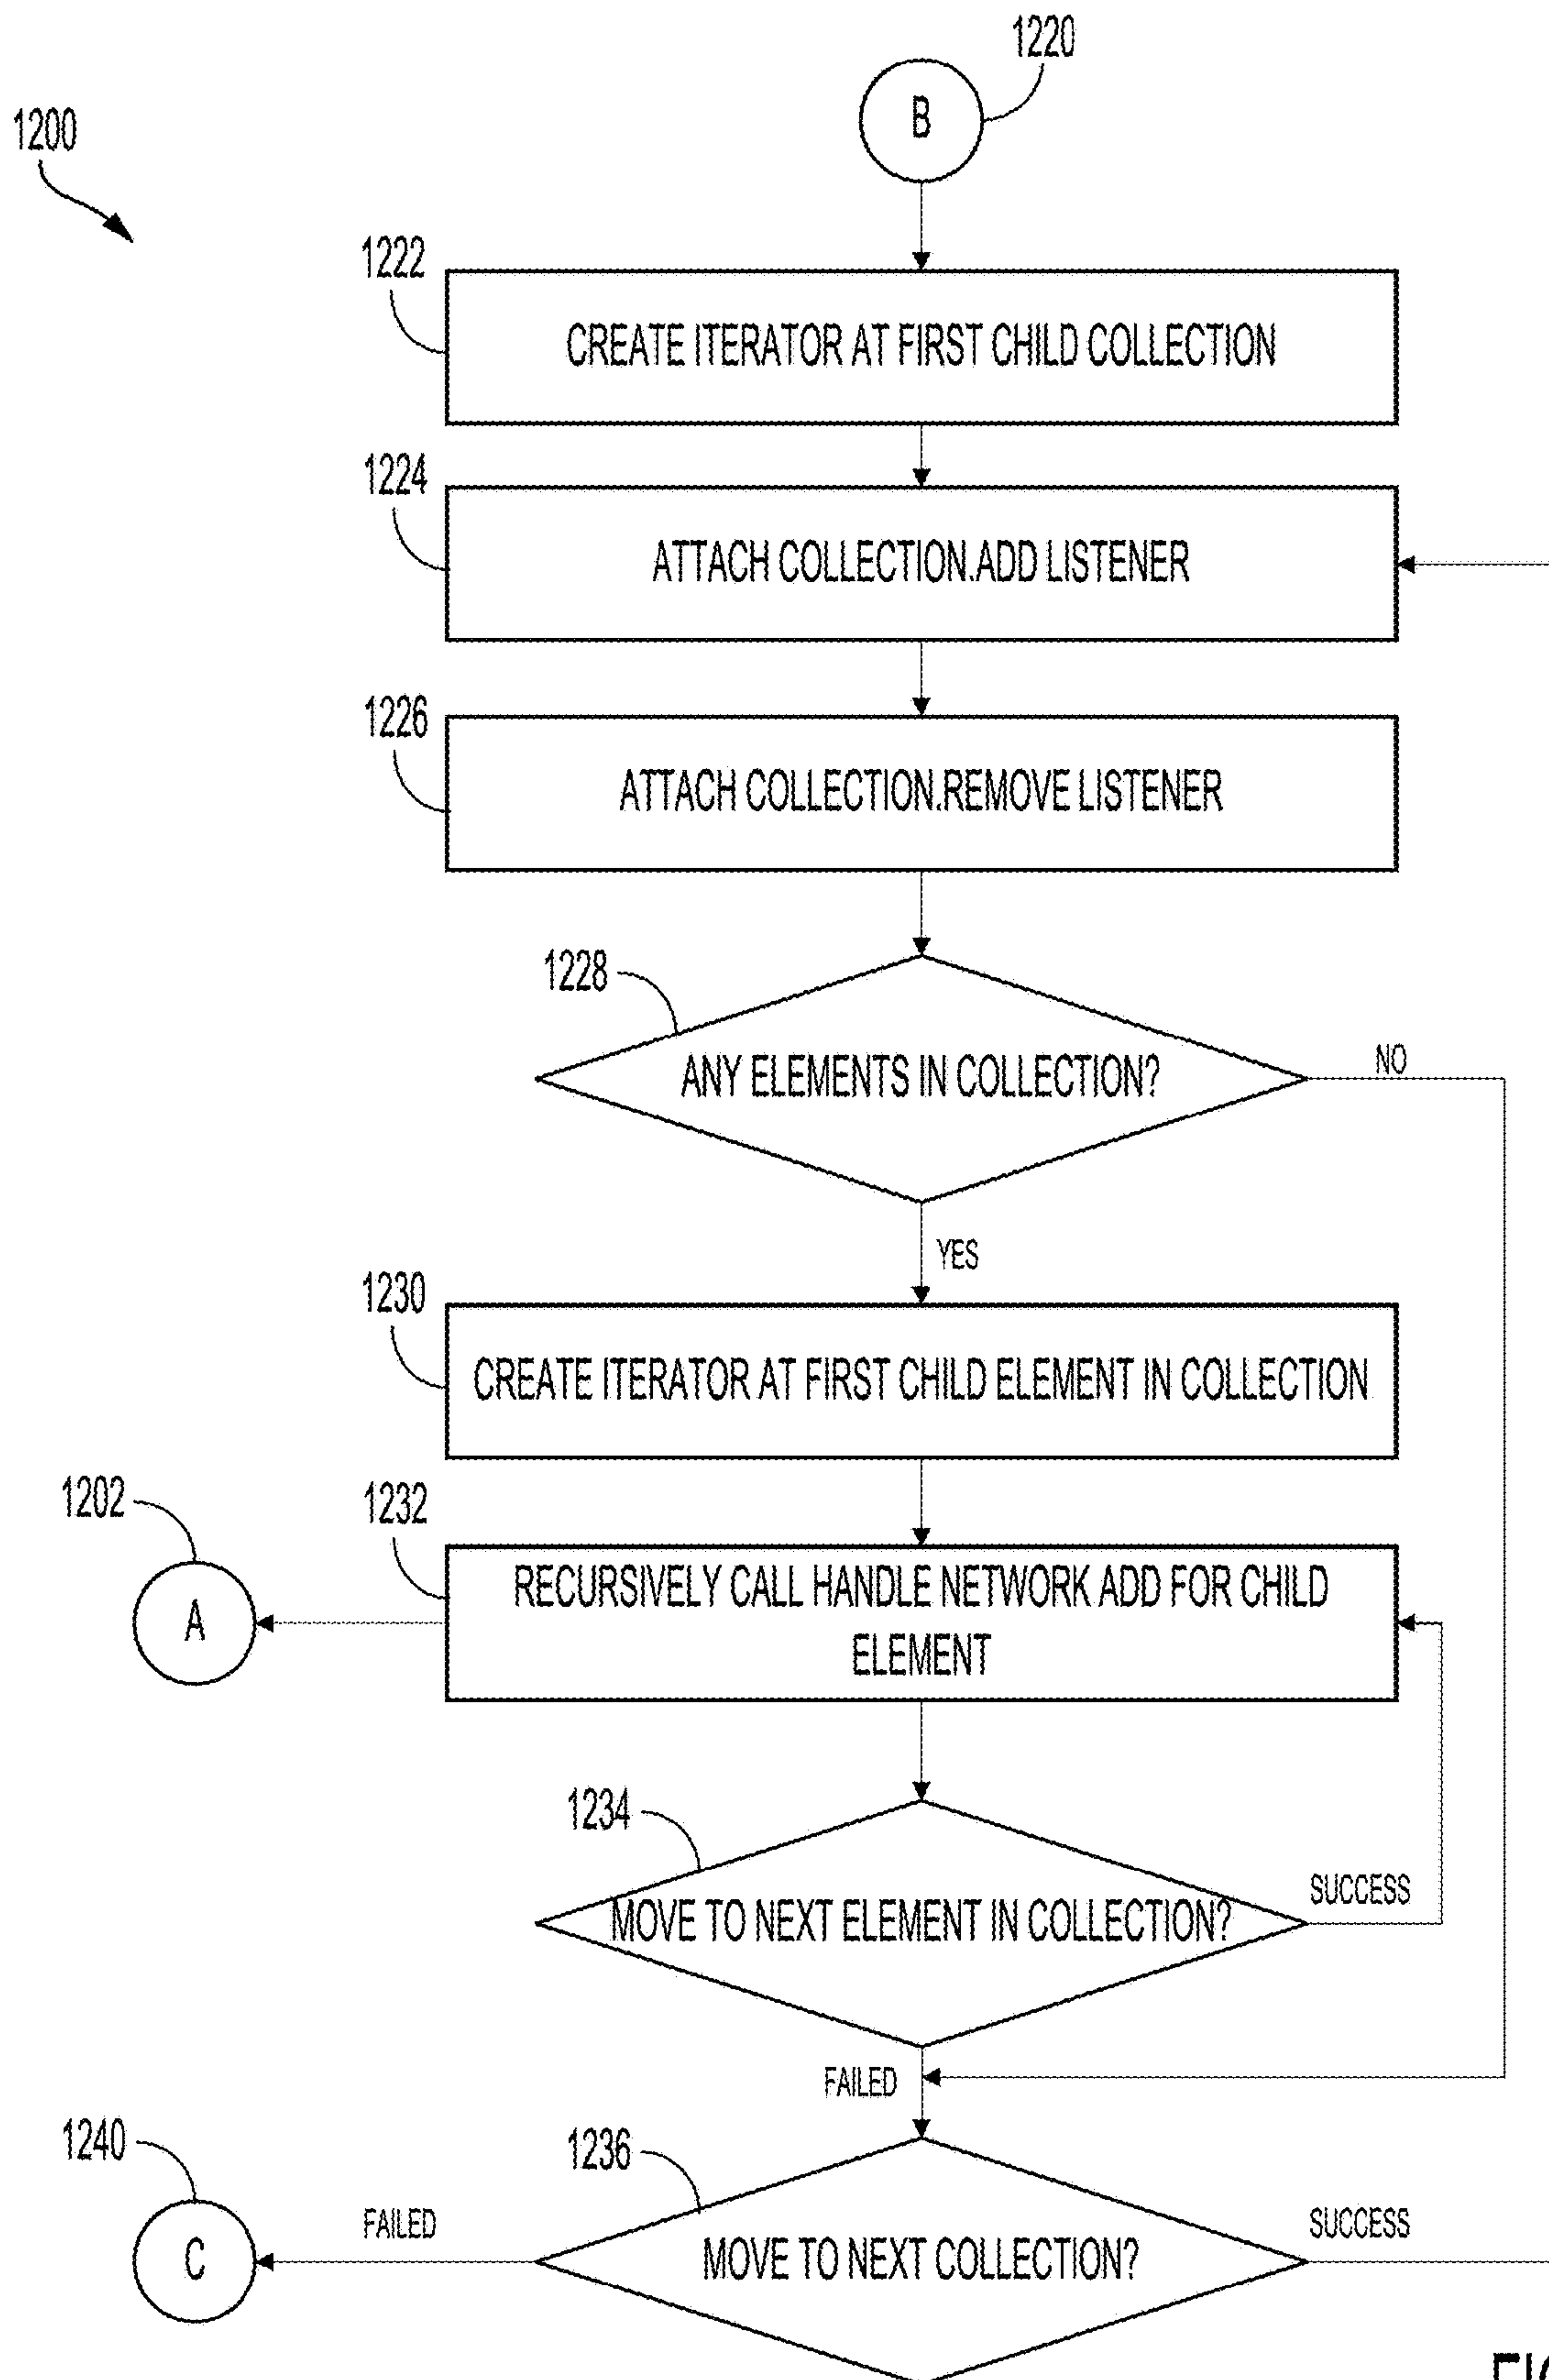 1220
B
1200
1222
CREATE ITERATOR AT FIRST CHILD COLLECTION
1224
ATTACH COLLECTION.ADD LISTENER
1226
ATTACH COLLECTION.REMOVE LISTENER
1228
ANY ELEMENTS IN COLLECTION?
NO
YES
1230
CREATE ITERATOR AT FIRST CHILD ELEMENT IN COLLECTION
1202
1232
A
RECURSIVELY CALL HANDLE NETWORK ADD FOR CHILD
ELEMENT
1234
MOVE TO NEXT ELEMENT IN COLLECTION?
SUCCESS
FAILED
1240
1236
C
FAILED
MOVE TO NEXT COLLECTION?
SUCCESS